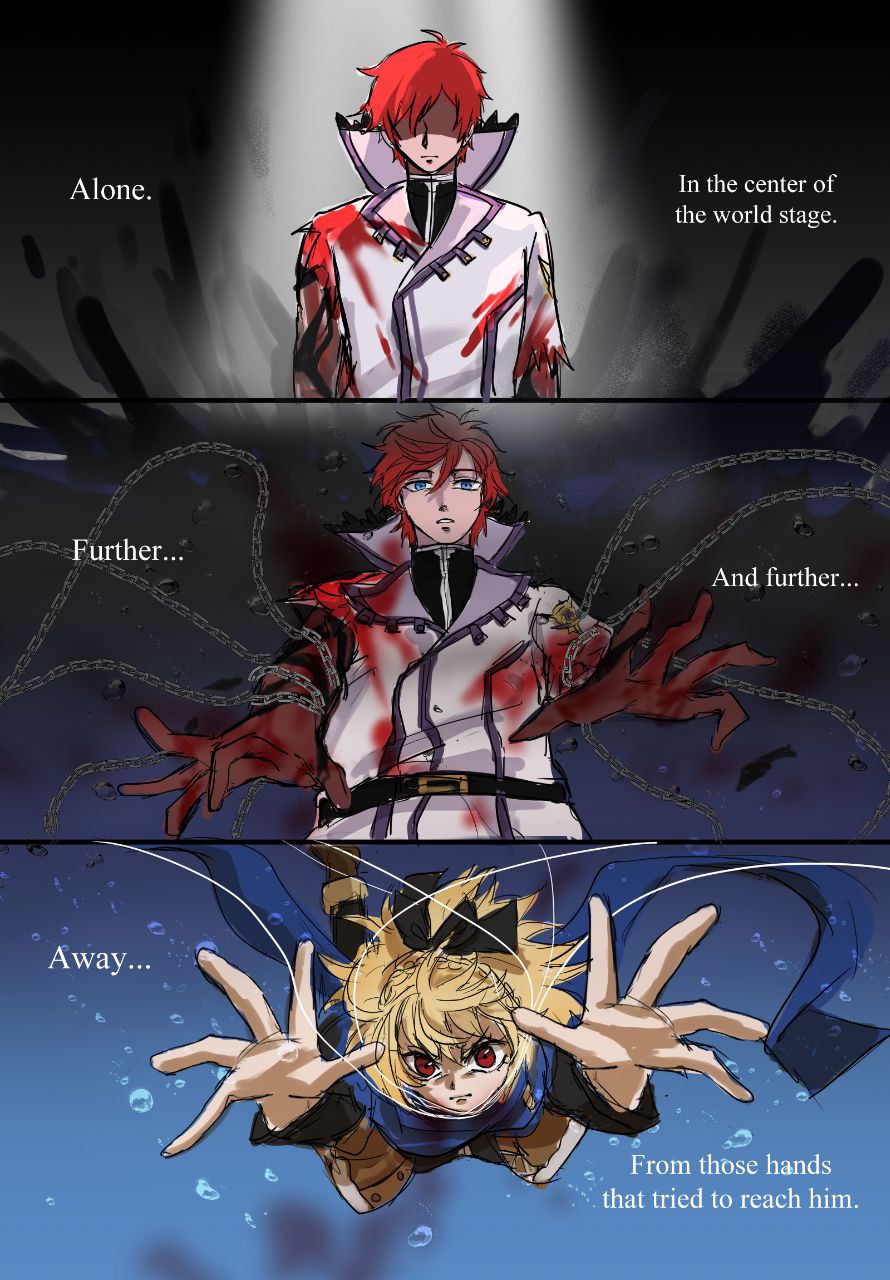 Alone.
In the center of
the world stage.
Further...
And further...
Away...
From those hands
that tried to reach him.